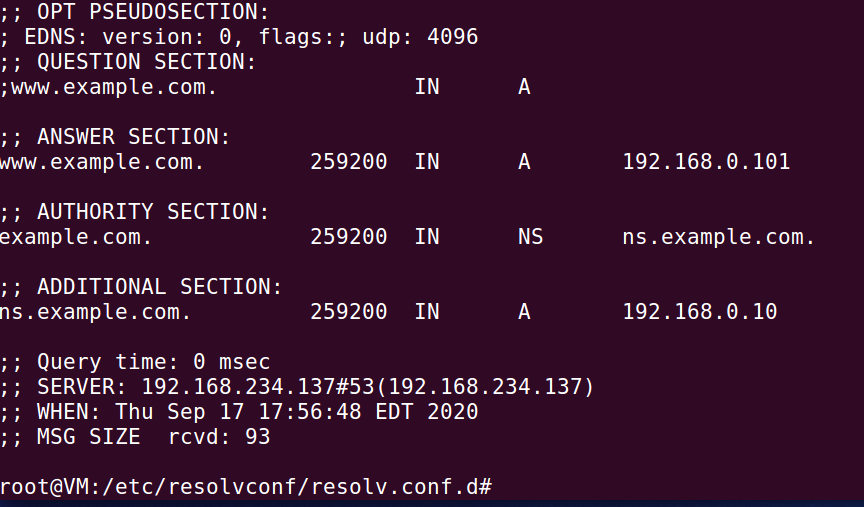 ;; OPT PSEUDOSECTION:
; EDNS: version: 0, flags:; udp: 4096
;; QUESTION SECTION:
;www.example.com. IN A
;; ANSWER SECTION:
www.example.com. 259200 IN A 192.168.0.101
;; AUTHORITY SECTION:
example.com. 259200 IN NS ns.example.com.
;; ADDITIONAL SECTION:
ns.example.com. 259200 IN A 192.168.0.10
;; Query time: 0 msec
;; SERVER: 192.168.234.137#53(192.168.234.137)
;; WHEN: Thu Sep 17 17:56:48 EDT 2020
;; MSG SIZE  rcvd: 93
root@VM:/etc/resolvconf/resolv.conf.d#